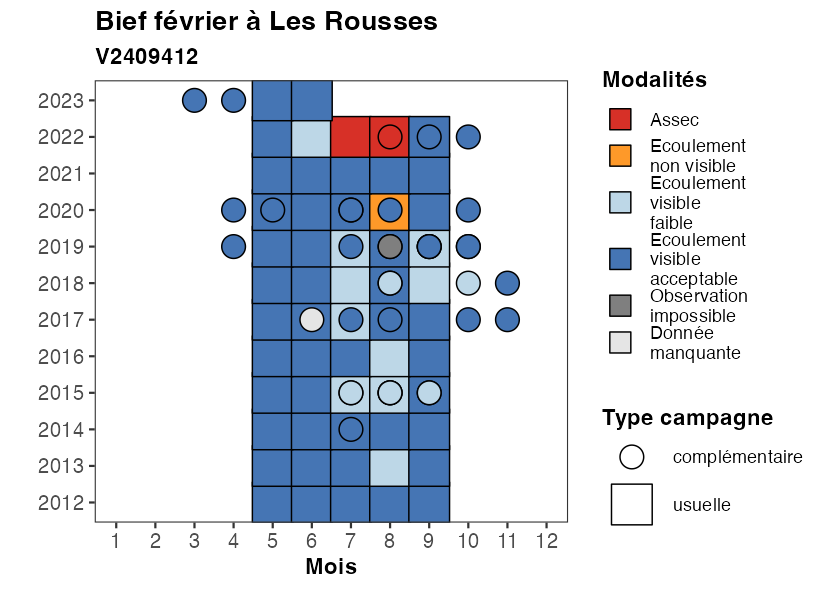 Bief février à Les Rousses
V2409412
2023
2022
2021
2020
2019
2018
2017
2016
2015
2014
2013
2012
1 2 3 4 5 6 7 8 9 10 11 12
Mois
Modalités
Assec
Ecoulement
non visible
Ecoulement
visible
faible
Ecoulement
visible
acceptable
Observation
impossible
Donnée
manquante
Type campagne
complémentaire
usuelle